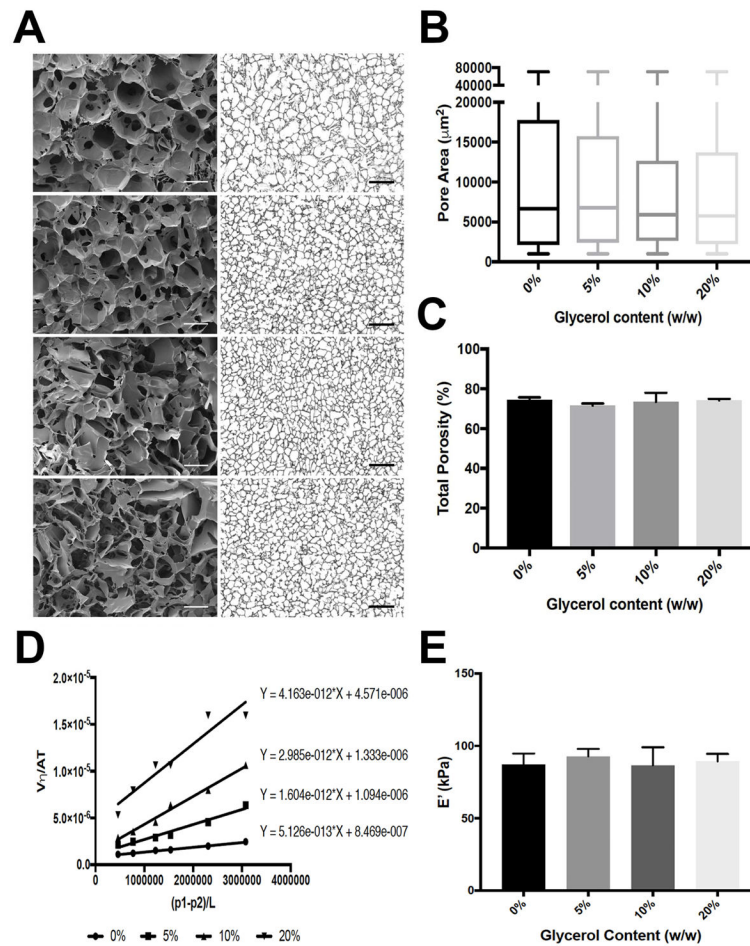 A
B
80000
40000
20000
15000
10000
5000
0
Pore Area (μm²)
0%
5%
10%
20%
Glycerol content (w/w)
C
100
80
60
40
20
0
Total Porosity (%)
0%
5%
10%
20%
Glycerol content (w/w)
D
2.0×10⁻⁵
1.5×10⁻⁵
1.0×10⁻⁵
5.0×10⁻⁶
0.0
Vη/AT
Y = 4.163e-012*X + 4.571e-006
Y = 2.985e-012*X + 1.333e-006
Y = 1.604e-012*X + 1.094e-006
Y = 5.126e-013*X + 8.469e-007
0 1000000 2000000 3000000 4000000
(p1-p2)/L
0% 5% 10% 20%
E
150
100
50
0
E' (kPa)
0%
5%
10%
20%
Glycerol Content (w/w)